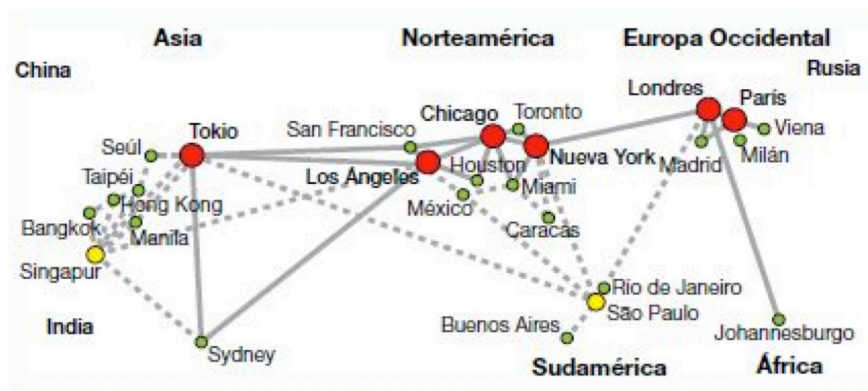 Asia
Norteamérica
Europa Occidental
China
Rusia
Londres
París
Chicago
Toronto
Tokio
San Francisco
Viena
Seúl
Houston
Nueva York
Madrid
Milán
Los Angeles
Taipéi
Miami
Hong Kong
México
Bangkok
Manila
Caracas
Singapur
Río de Janeiro
São Paulo
India
Buenos Aires
Johannesburgo
Sydney
Sudamérica
África